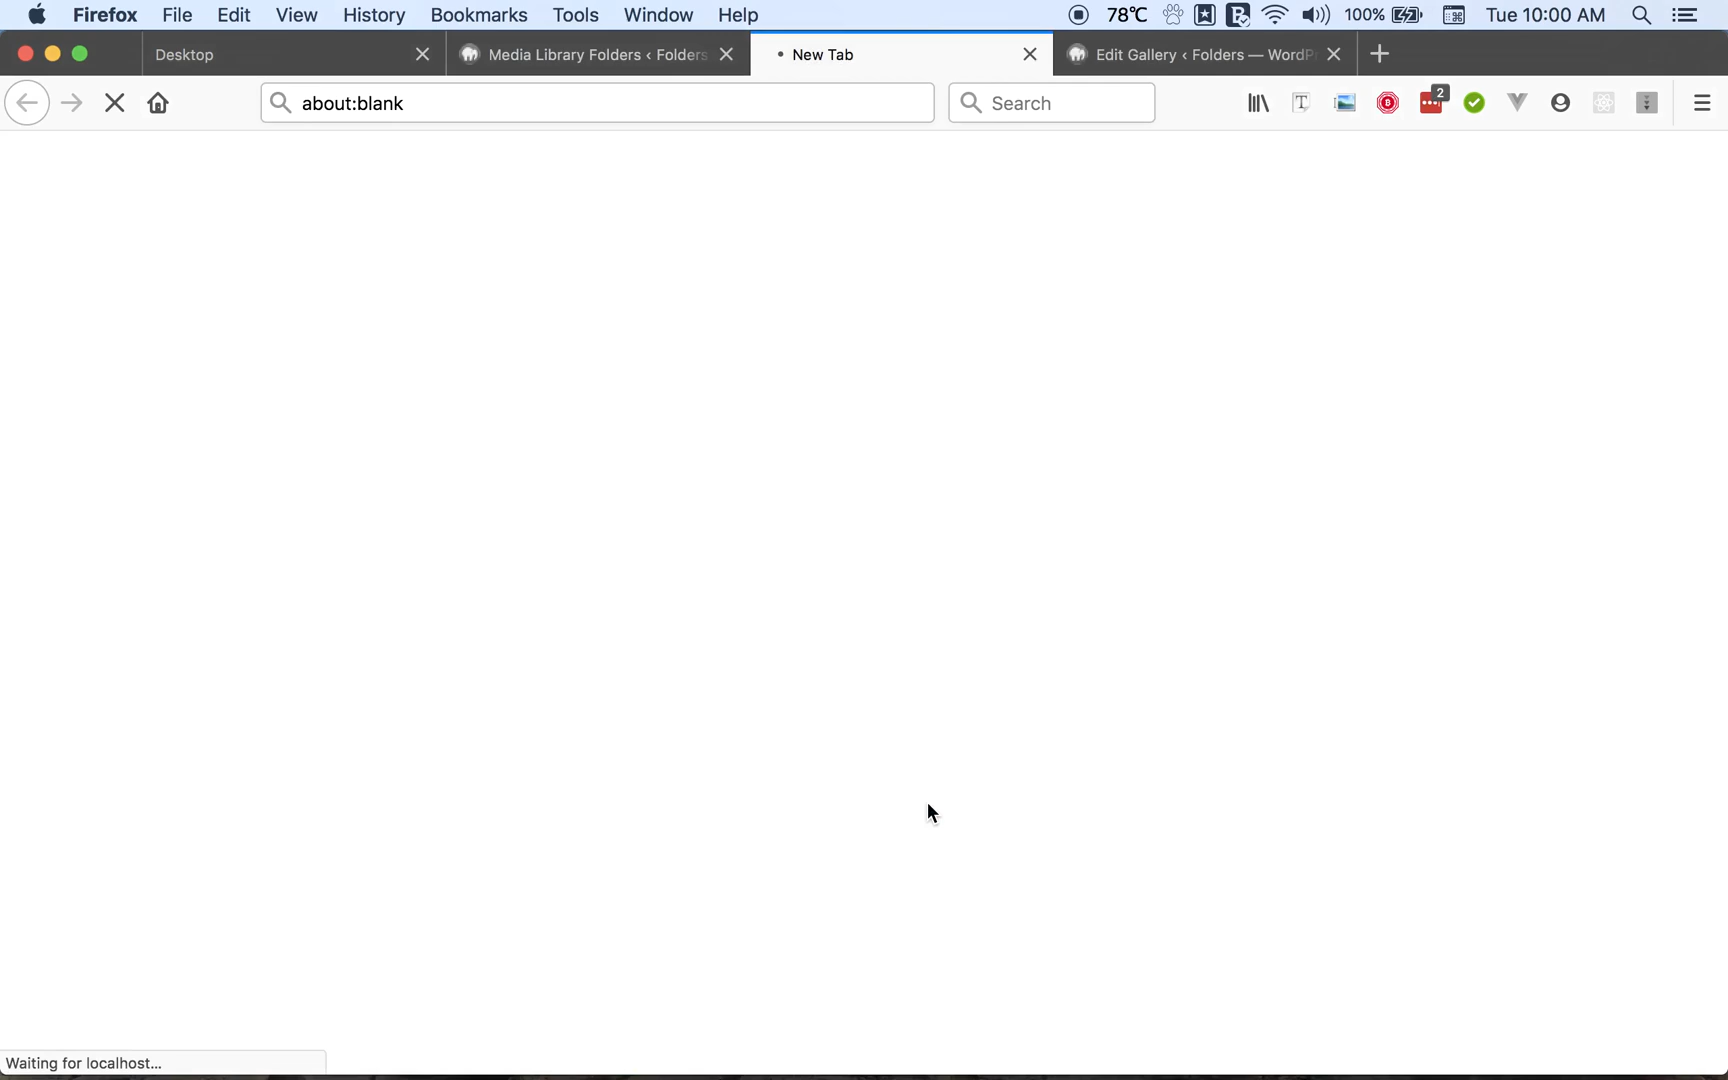 Firefox File Edit View History Bookmarks Tools Window Help 78℃ 100% Tue 10:00 AM
Desktop Media Library Folders ‹ Folders New Tab Edit Gallery ‹ Folders — WordP
about:blank Search T B 2
Waiting for localhost...